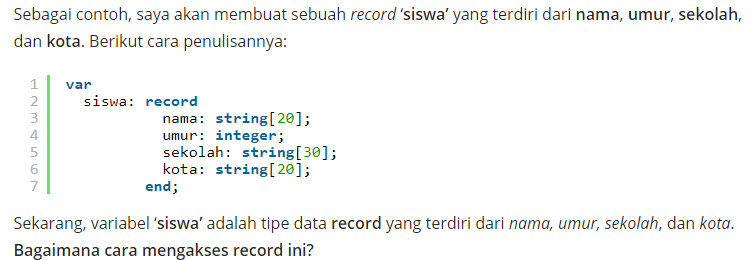 Sebagai contoh, saya akan membuat sebuah record ‘siswa’ yang terdiri dari nama, umur, sekolah,
dan kota. Berikut cara penulisannya:
1 var
2 siswa: record
3 nama: string[20];
4 umur: integer;
5 sekolah: string[30];
6 kota: string[20];
7 end;
Sekarang, variabel ‘siswa’ adalah tipe data record yang terdiri dari nama, umur, sekolah, dan kota.
Bagaimana cara mengakses record ini?